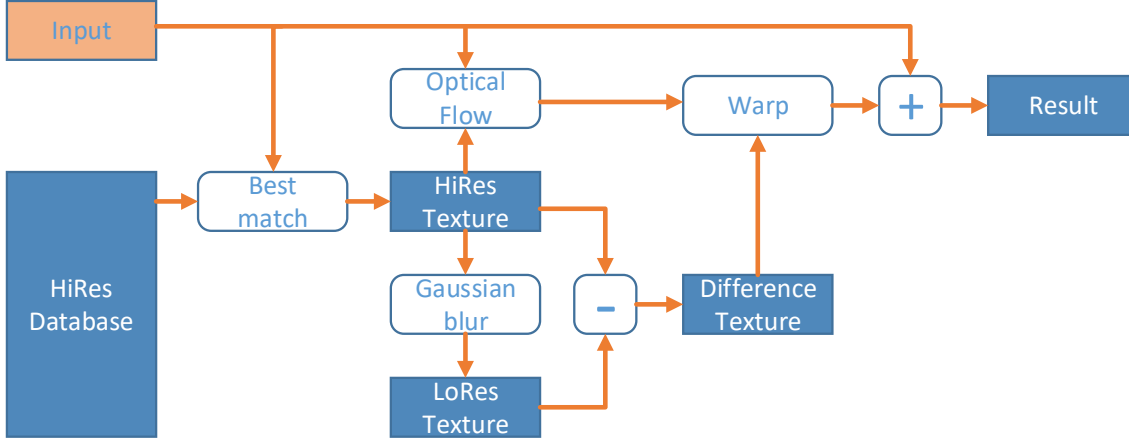 Input
Optical
Flow
Warp
+
Result
HiRes
Database
Best
match
HiRes
Texture
Gaussian
blur
-
Difference
Texture
LoRes
Texture